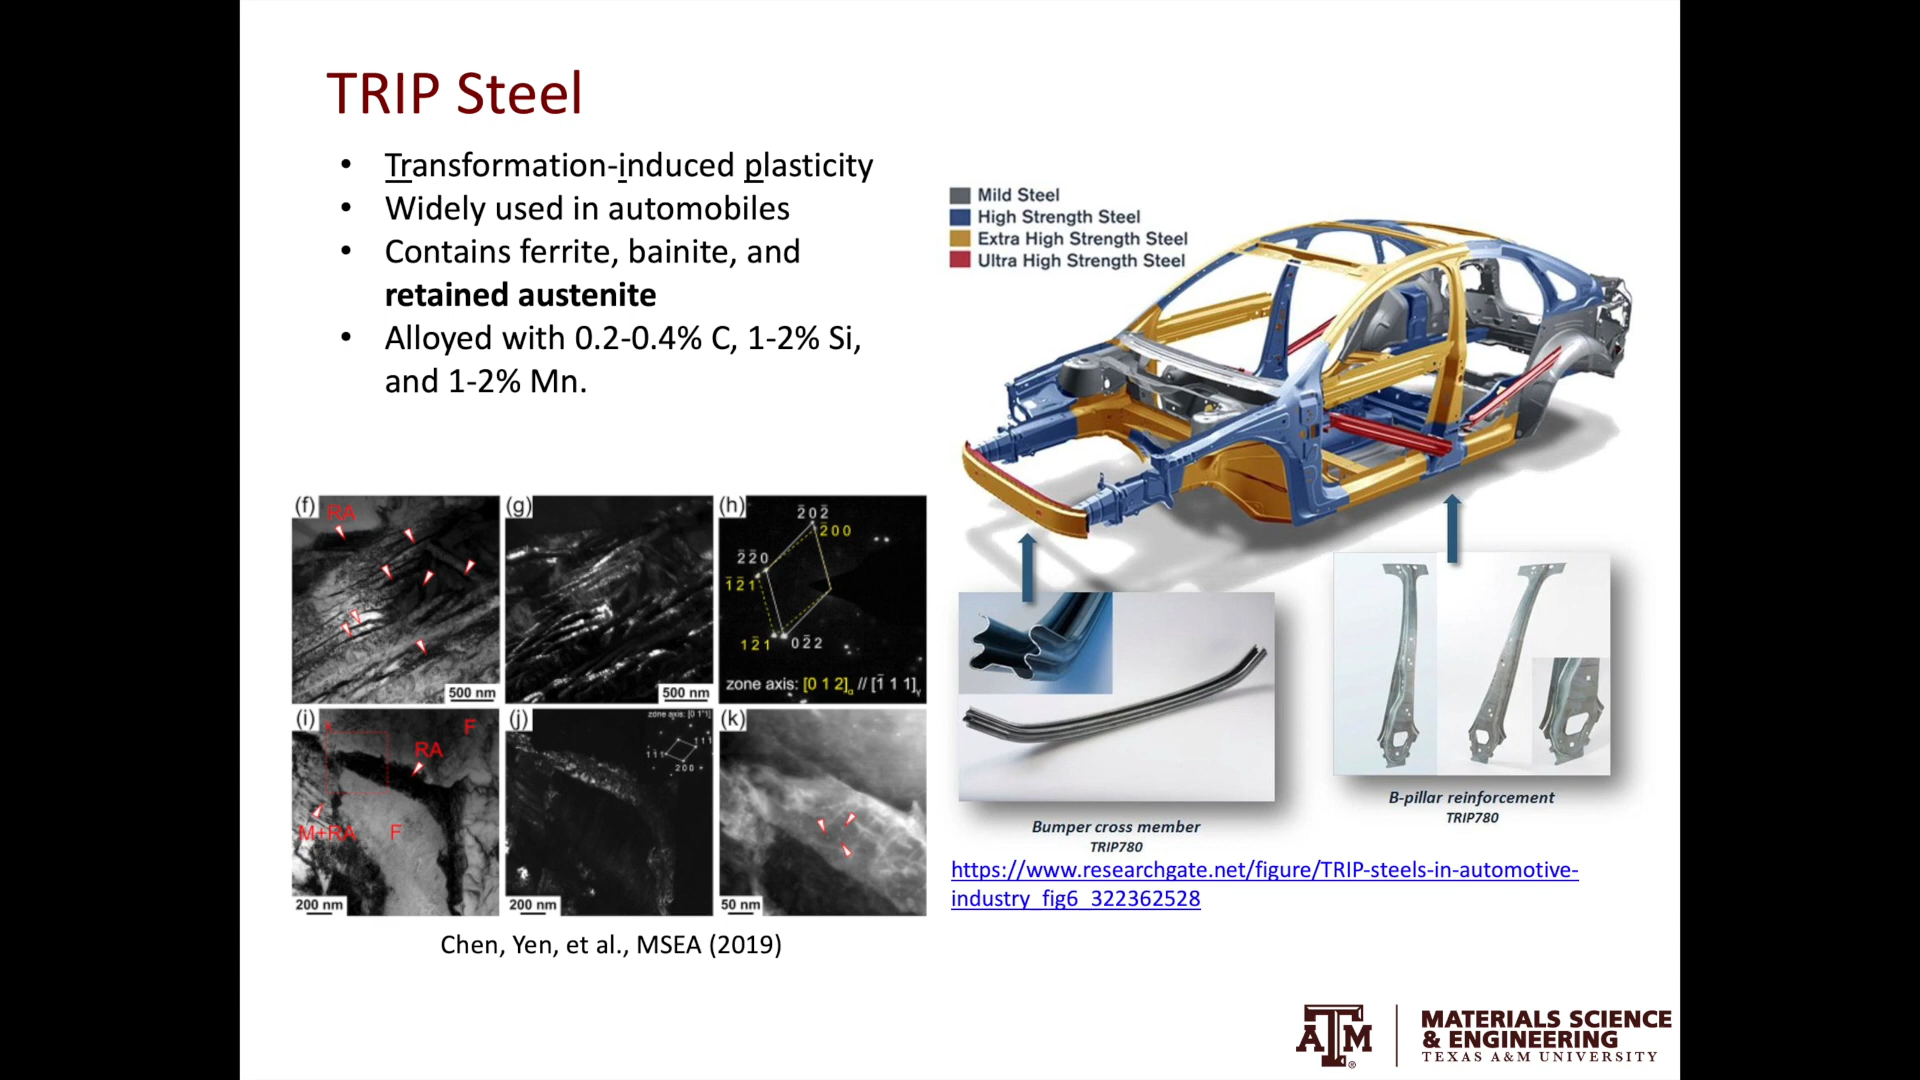 TRIP Steel
• Transformation-induced plasticity
• Widely used in automobiles
• Contains ferrite, bainite, and
retained austenite
• Alloyed with 0.2-0.4% C, 1-2% Si,
and 1-2% Mn.
Mild Steel
High Strength Steel
Extra High Strength Steel
Ultra High Strength Steel
(f)
RA
500 nm
(g)
500 nm
(h)
2̅ 0 2̅
2̅ 0 0
2̅ 2̅ 0
1̅ 2̅ 1
1 2̅ 1
0 2̅ 2
zone axis: [0 1 2]α // [1̅ 1 1]γ
(i)
F
RA
M+RA
F
200 nm
(j)
zone axis: [0 1̅ 1]
1̅ 1 1
2 0 0
200 nm
(k)
50 nm
Chen, Yen, et al., MSEA (2019)
Bumper cross member
TRIP780
B-pillar reinforcement
TRIP780
https://www.researchgate.net/figure/TRIP-steels-in-automotive-
industry_fig6_322362528
ATM
MATERIALS SCIENCE
& ENGINEERING
TEXAS A&M UNIVERSITY